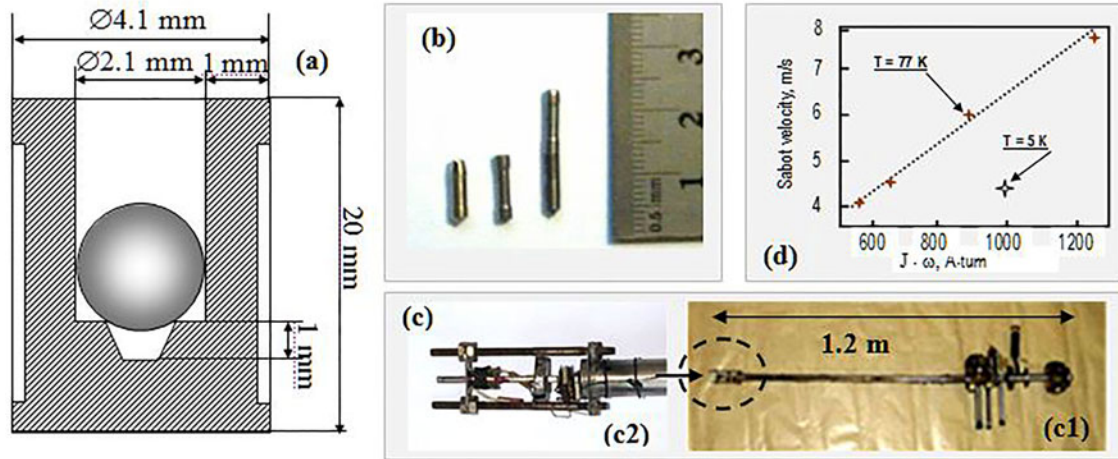 Ø4.1 mm
Ø2.1 mm
1 mm
(a)
20 mm
1 mm
(b)
3
2
1
0.5 mm
8
7
6
5
4
Sabot velocity, m/s
T = 77 K
T = 5 K
600
800
1000
1200
J · ω, A-turn
(d)
(c)
1.2 m
(c2)
(c1)